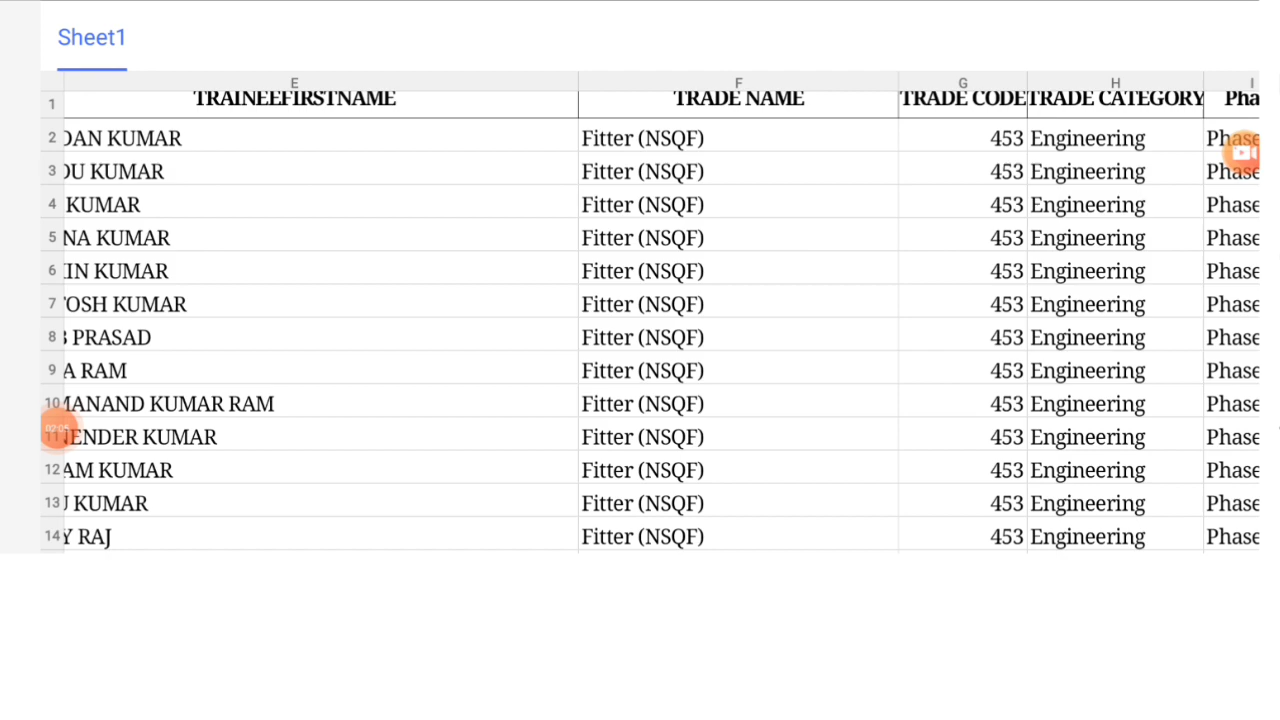 Sheet1
E F G H I
1 TRAINEEFIRSTNAME TRADE NAME TRADE CODE TRADE CATEGORY Pha
2 DAN KUMAR Fitter (NSQF) 453 Engineering Phase
3 DU KUMAR Fitter (NSQF) 453 Engineering Phase
4 KUMAR Fitter (NSQF) 453 Engineering Phase
5 NA KUMAR Fitter (NSQF) 453 Engineering Phase
6 KUMAR Fitter (NSQF) 453 Engineering Phase
7 TOSH KUMAR Fitter (NSQF) 453 Engineering Phase
8 PRASAD Fitter (NSQF) 453 Engineering Phase
9 A RAM Fitter (NSQF) 453 Engineering Phase
10 MANAND KUMAR RAM Fitter (NSQF) 453 Engineering Phase
11 NENDER KUMAR Fitter (NSQF) 453 Engineering Phase
12 AM KUMAR Fitter (NSQF) 453 Engineering Phase
13 KUMAR Fitter (NSQF) 453 Engineering Phase
14 Y RAJ Fitter (NSQF) 453 Engineering Phase